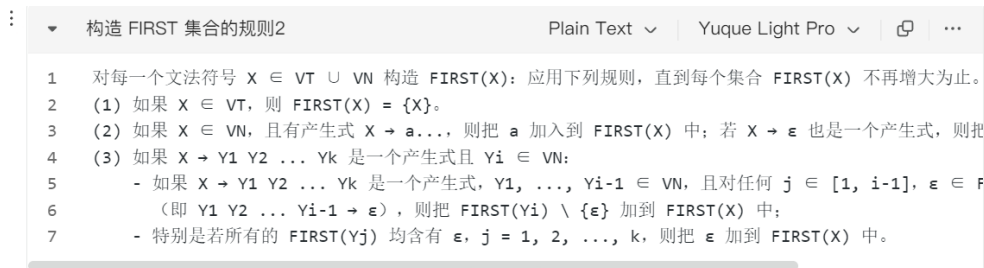 构造 FIRST 集合的规则2 Plain Text Yuque Light Pro
1 对每一个文法符号 X ∈ VT ∪ VN 构造 FIRST(X)：应用下列规则，直到每个集合 FIRST(X) 不再增大为止。
2 (1) 如果 X ∈ VT，则 FIRST(X) = {X}。
3 (2) 如果 X ∈ VN，且有产生式 X → a...，则把 a 加入到 FIRST(X) 中；若 X → ε 也是一个产生式，则把
4 (3) 如果 X → Y1 Y2 ... Yk 是一个产生式且 Yi ∈ VN：
5 - 如果 X → Y1 Y2 ... Yk 是一个产生式，Y1, ..., Yi-1 ∈ VN，且对任何 j ∈ [1, i-1]，ε ∈ F
6 （即 Y1 Y2 ... Yi-1 → ε），则把 FIRST(Yi) \ {ε} 加到 FIRST(X) 中；
7 - 特别是若所有的 FIRST(Yj) 均含有 ε，j = 1, 2, ..., k，则把 ε 加到 FIRST(X) 中。